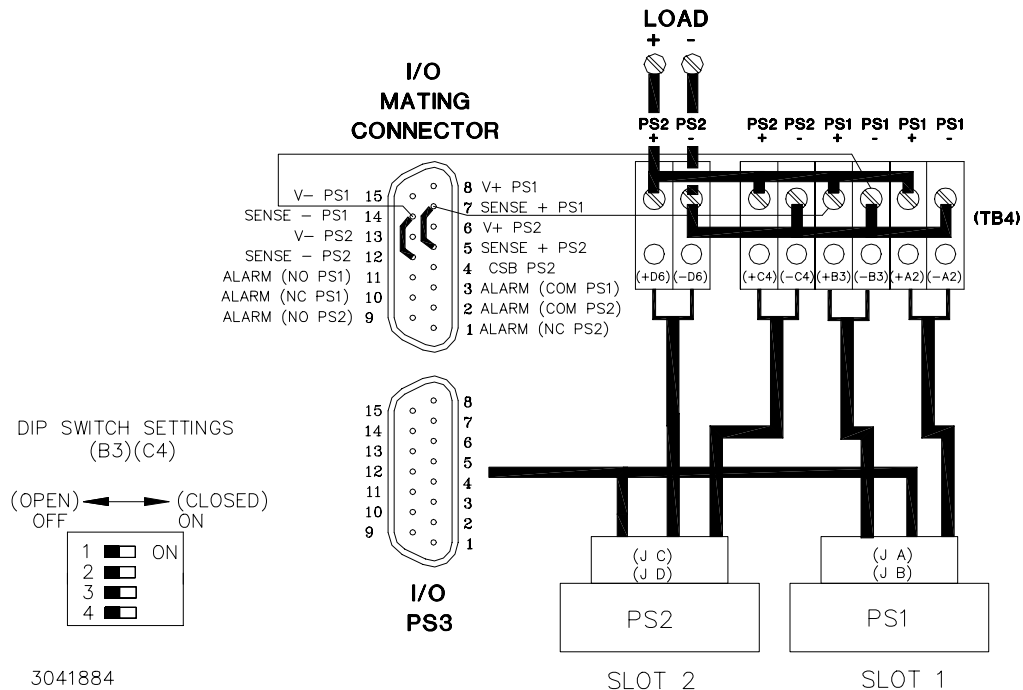 LOAD
+ -
I/O
MATING
CONNECTOR
PS2 PS2 PS2 PS2 PS1 PS1 PS1 PS1
+ - + - + - + -
(TB4)
V- PS1 15
SENSE - PS1 14
V- PS2 13
SENSE - PS2 12
ALARM (NO PS1) 11
ALARM (NC PS1) 10
ALARM (NO PS2) 9
8 V+ PS1
7 SENSE + PS1
6 V+ PS2
5 SENSE + PS2
4 CSB PS2
3 ALARM (COM PS1)
2 ALARM (COM PS2)
1 ALARM (NC PS2)
(+D6) (-D6) (+C4) (-C4) (+B3) (-B3) (+A2) (-A2)
15
14
13
12
11
10
9
8
7
6
5
4
3
2
1
I/O
PS3
DIP SWITCH SETTINGS
(B3)(C4)
(OPEN) (CLOSED)
OFF ON
1 ON
2
3
4
(J C)
(J D)
PS2
SLOT 2
(J A)
(J B)
PS1
SLOT 1
3041884